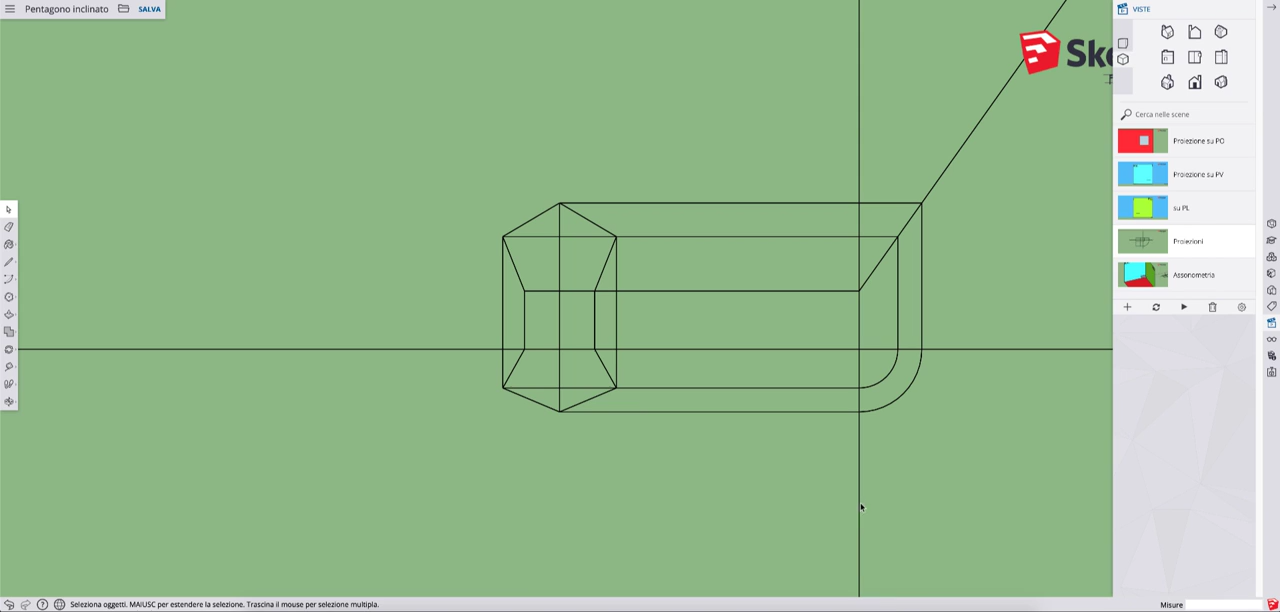 Pentagono inclinato
SALVA
VISTE
Ske
Cerca nelle scene
Proiezione su PO
Proiezione su PV
su PL
Proiezioni
Assonometria
Seleziona oggetti. MAIUSC per estendere la selezione. Trascina il mouse per selezione multipla.
Misure